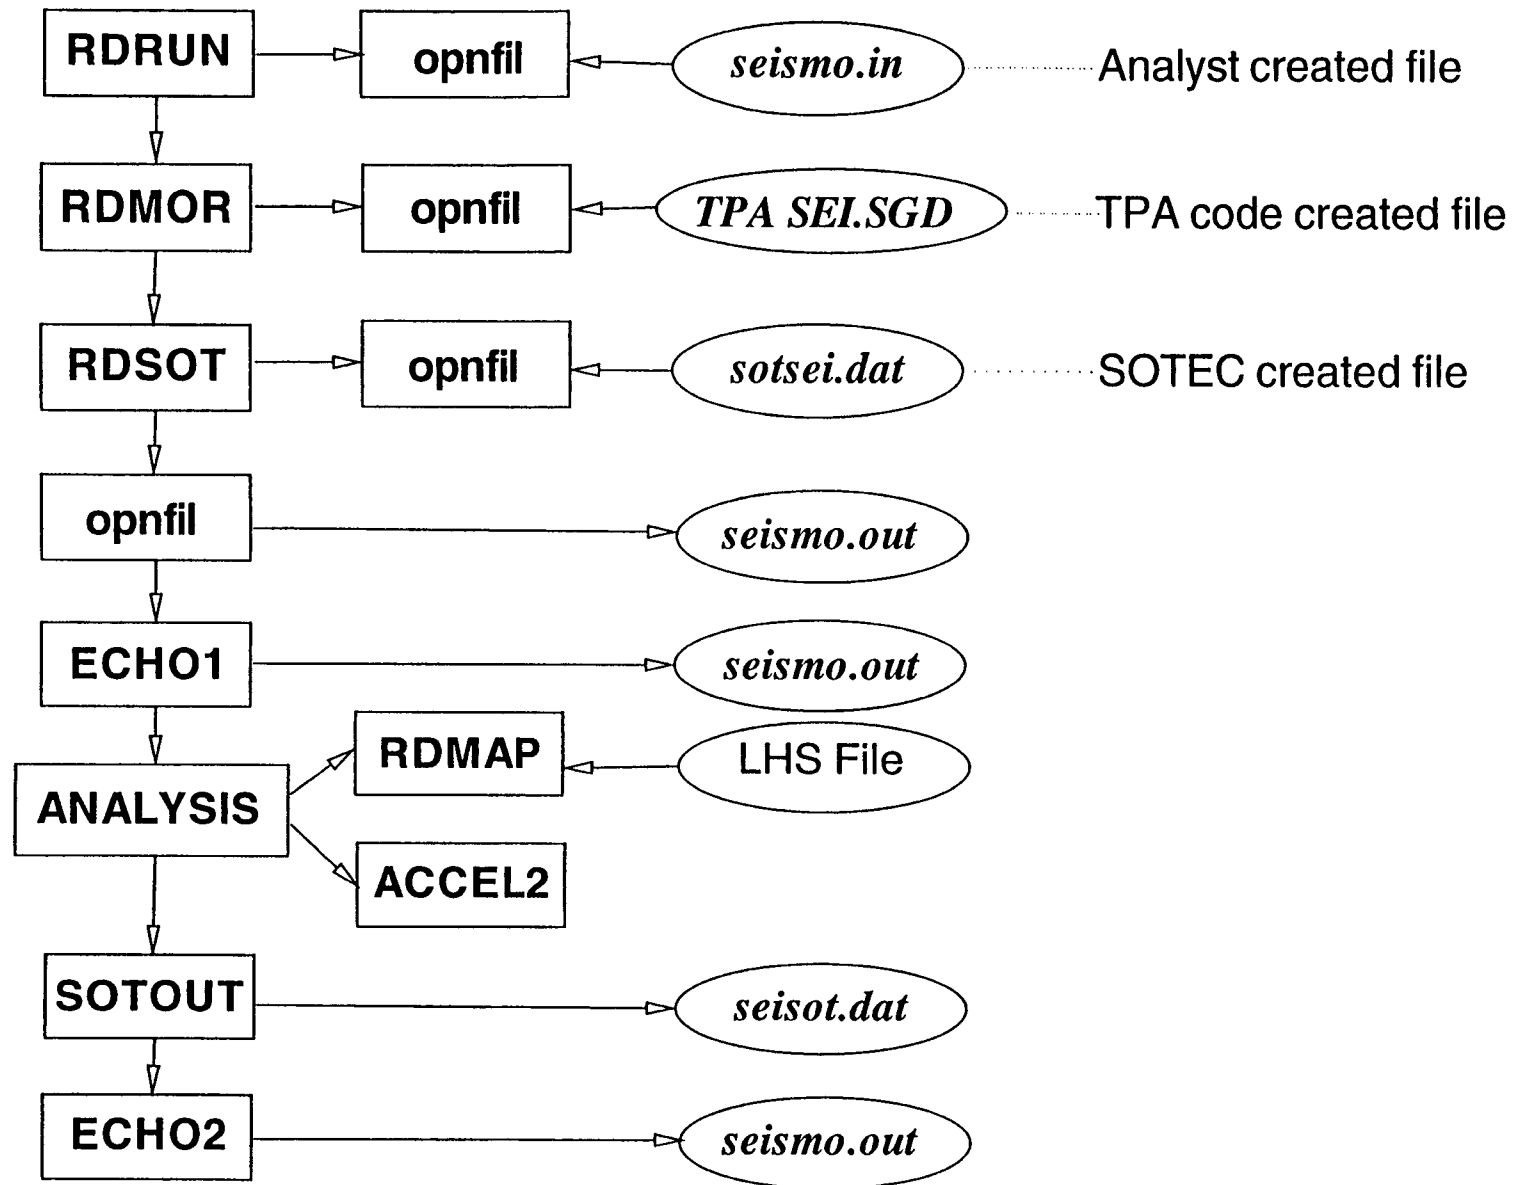 RDRUN opnfil seismo.in Analyst created file
RDMOR opnfil TPA SEI.SGD TPA code created file
RDSOT opnfil sotsei.dat SOTEC created file
opnfil seismo.out
ECHO1 seismo.out
RDMAP LHS File
ANALYSIS
ACCEL2
SOTOUT seisot.dat
ECHO2 seismo.out